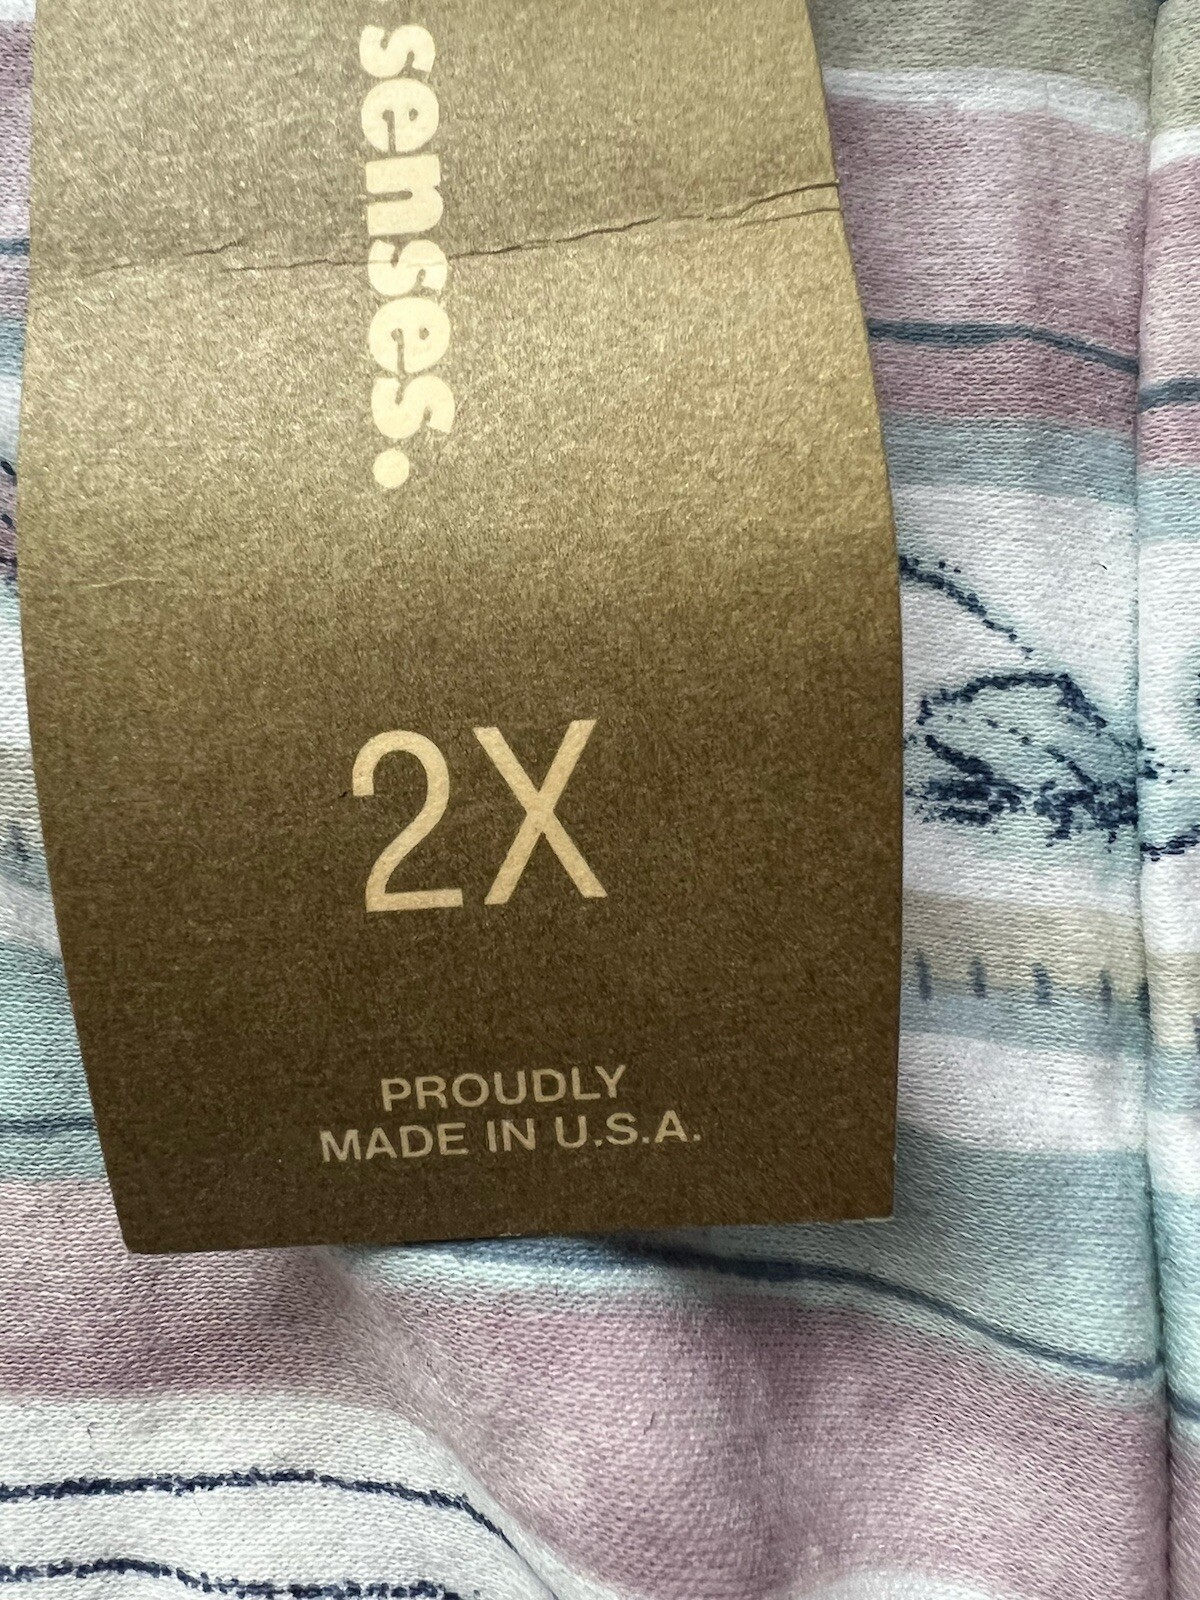 senses.
2X
PROUDLY
MADE IN U.S.A.